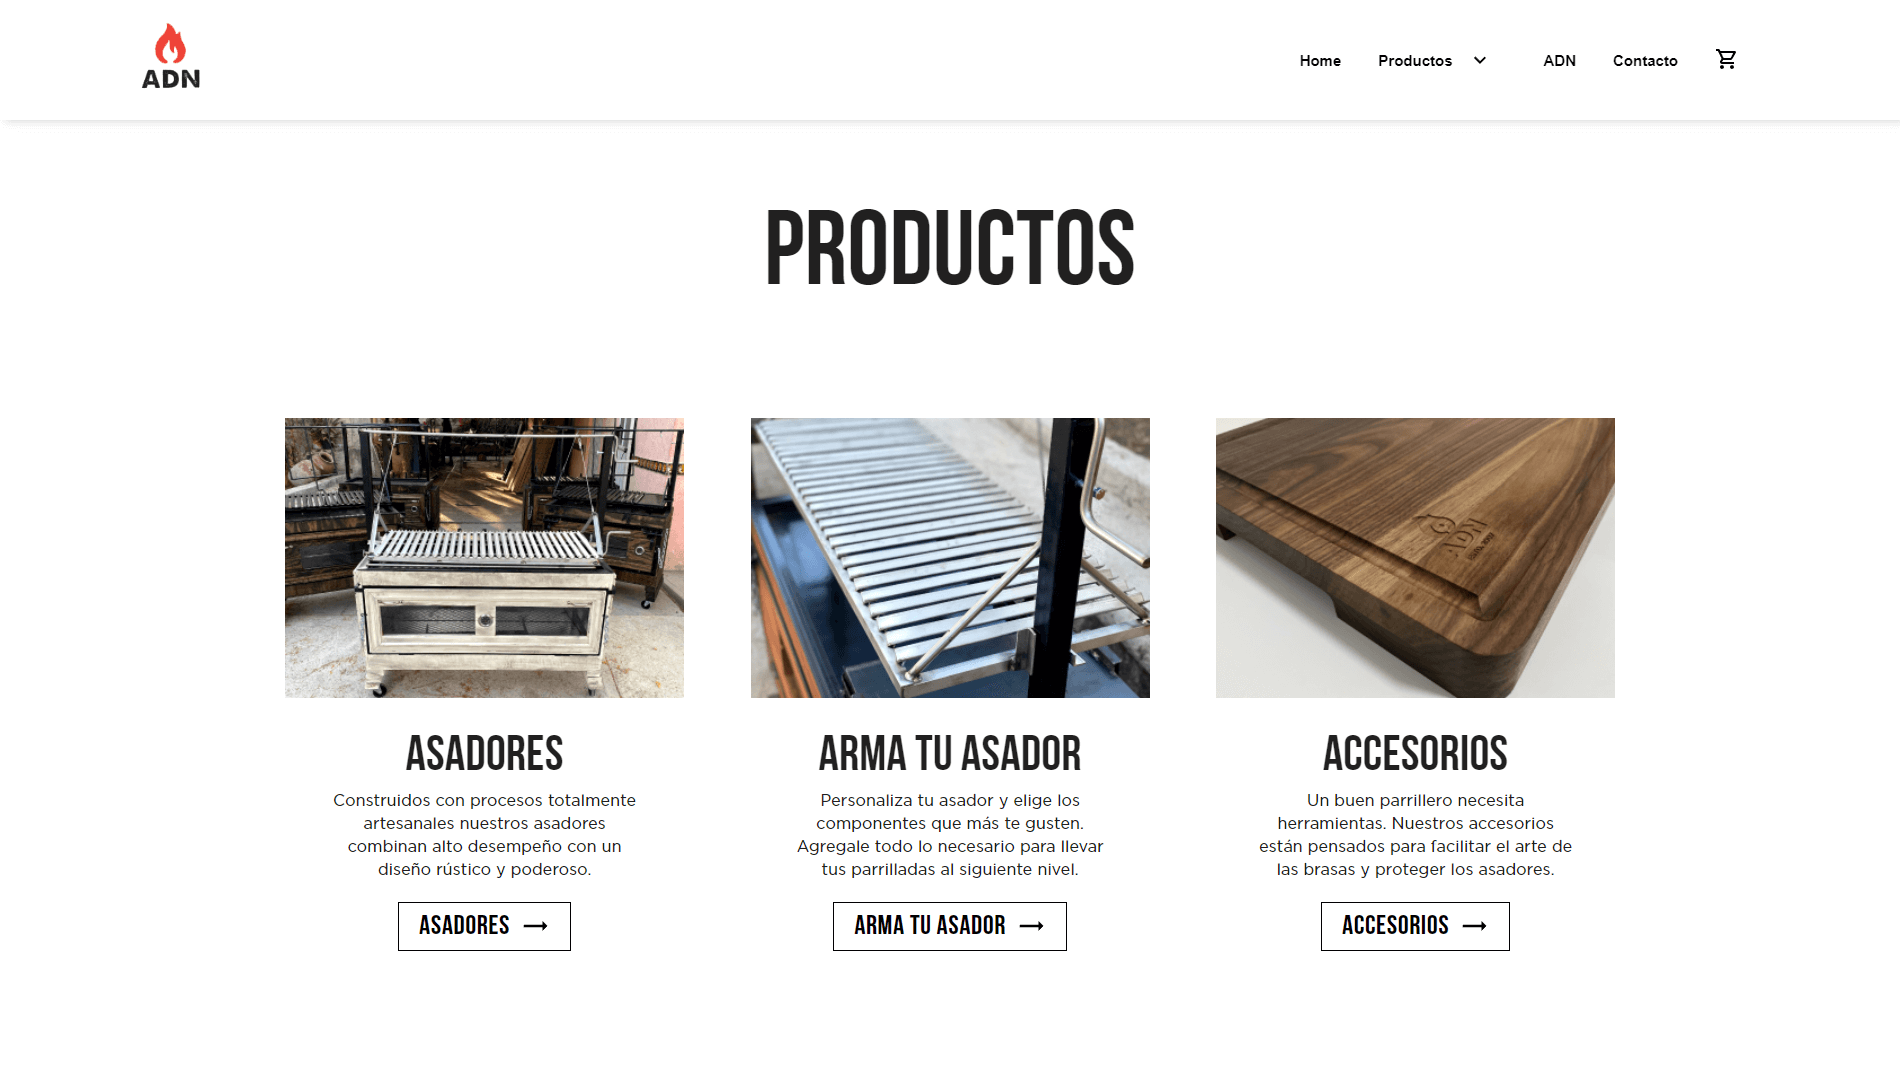 ADN
Home Productos ADN Contacto
PRODUCTOS
ASADORES
Construidos con procesos totalmente
artesanales nuestros asadores
combinan alto desempeño con un
diseño rústico y poderoso.
ASADORES
ARMA TU ASADOR
Personaliza tu asador y elige los
componentes que más te gusten.
Agregale todo lo necesario para llevar
tus parrilladas al siguiente nivel.
ARMA TU ASADOR
ACCESORIOS
Un buen parrillero necesita
herramientas. Nuestros accesorios
están pensados para facilitar el arte de
las brasas y proteger los asadores.
ACCESORIOS